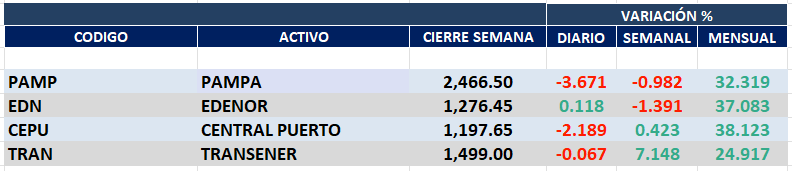 VARIACIÓN %
CODIGO ACTIVO CIERRE SEMANA DIARIO SEMANAL MENSUAL
PAMP PAMPA 2,466.50 -3.671 -0.982 32.319
EDN EDENOR 1,276.45 0.118 -1.391 37.083
CEPU CENTRAL PUERTO 1,197.65 -2.189 0.423 38.123
TRAN TRANSENER 1,499.00 -0.067 7.148 24.917